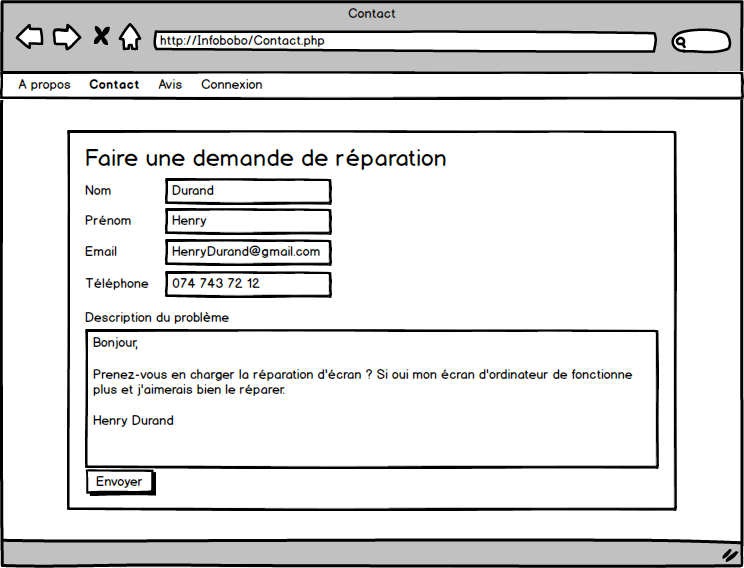 Contact
http://Infobobo/Contact.php
A propos Contact Avis Connexion
Faire une demande de réparation
Nom Durand
Prénom Henry
Email HenryDurand@gmail.com
Téléphone 074 743 72 12
Description du problème
Bonjour,
Prenez-vous en charger la réparation d'écran ? Si oui mon écran d'ordinateur de fonctionne
plus et j'aimerais bien le réparer.
Henry Durand
Envoyer